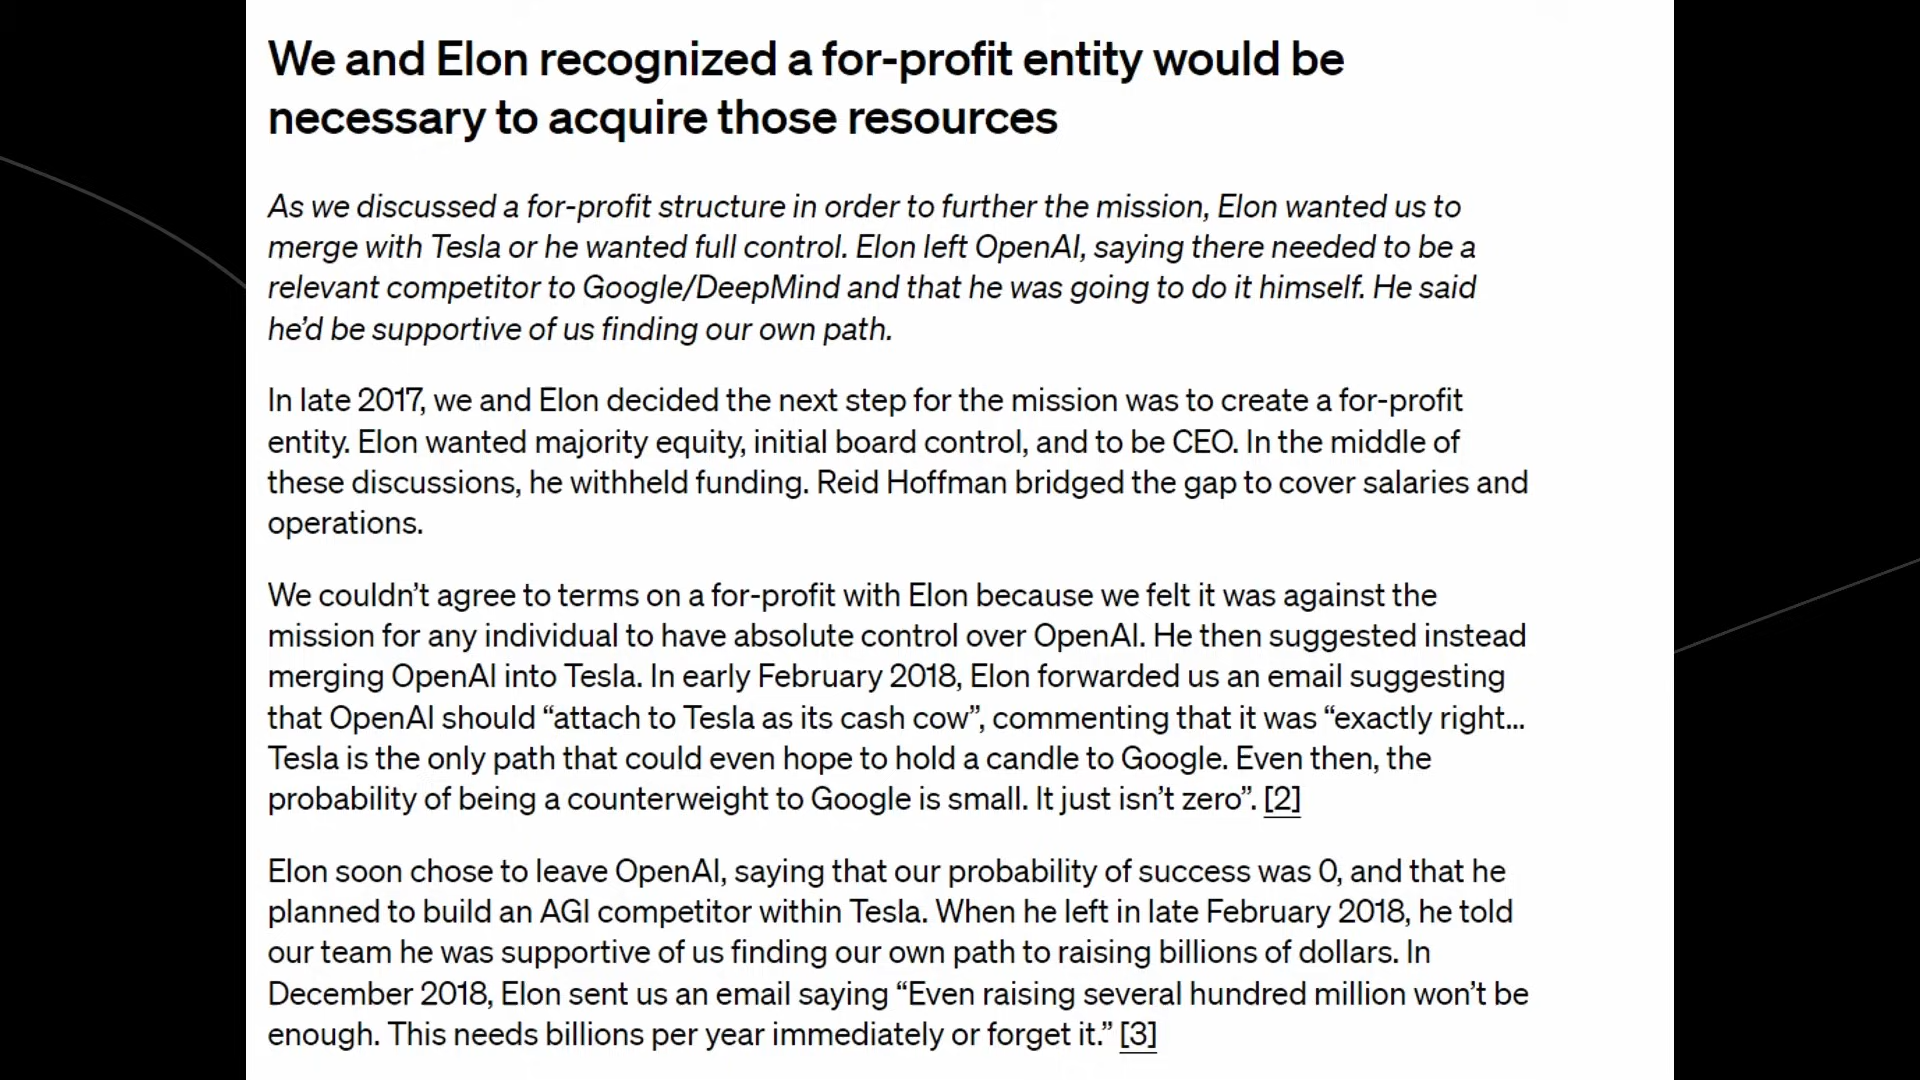 We and Elon recognized a for-profit entity would be
necessary to acquire those resources
As we discussed a for-profit structure in order to further the mission, Elon wanted us to
merge with Tesla or he wanted full control. Elon left OpenAI, saying there needed to be a
relevant competitor to Google/DeepMind and that he was going to do it himself. He said
he’d be supportive of us finding our own path.
In late 2017, we and Elon decided the next step for the mission was to create a for-profit
entity. Elon wanted majority equity, initial board control, and to be CEO. In the middle of
these discussions, he withheld funding. Reid Hoffman bridged the gap to cover salaries and
operations.
We couldn’t agree to terms on a for-profit with Elon because we felt it was against the
mission for any individual to have absolute control over OpenAI. He then suggested instead
merging OpenAI into Tesla. In early February 2018, Elon forwarded us an email suggesting
that OpenAI should “attach to Tesla as its cash cow”, commenting that it was “exactly right…
Tesla is the only path that could even hope to hold a candle to Google. Even then, the
probability of being a counterweight to Google is small. It just isn’t zero”. [2]
Elon soon chose to leave OpenAI, saying that our probability of success was 0, and that he
planned to build an AGI competitor within Tesla. When he left in late February 2018, he told
our team he was supportive of us finding our own path to raising billions of dollars. In
December 2018, Elon sent us an email saying “Even raising several hundred million won’t be
enough. This needs billions per year immediately or forget it.” [3]